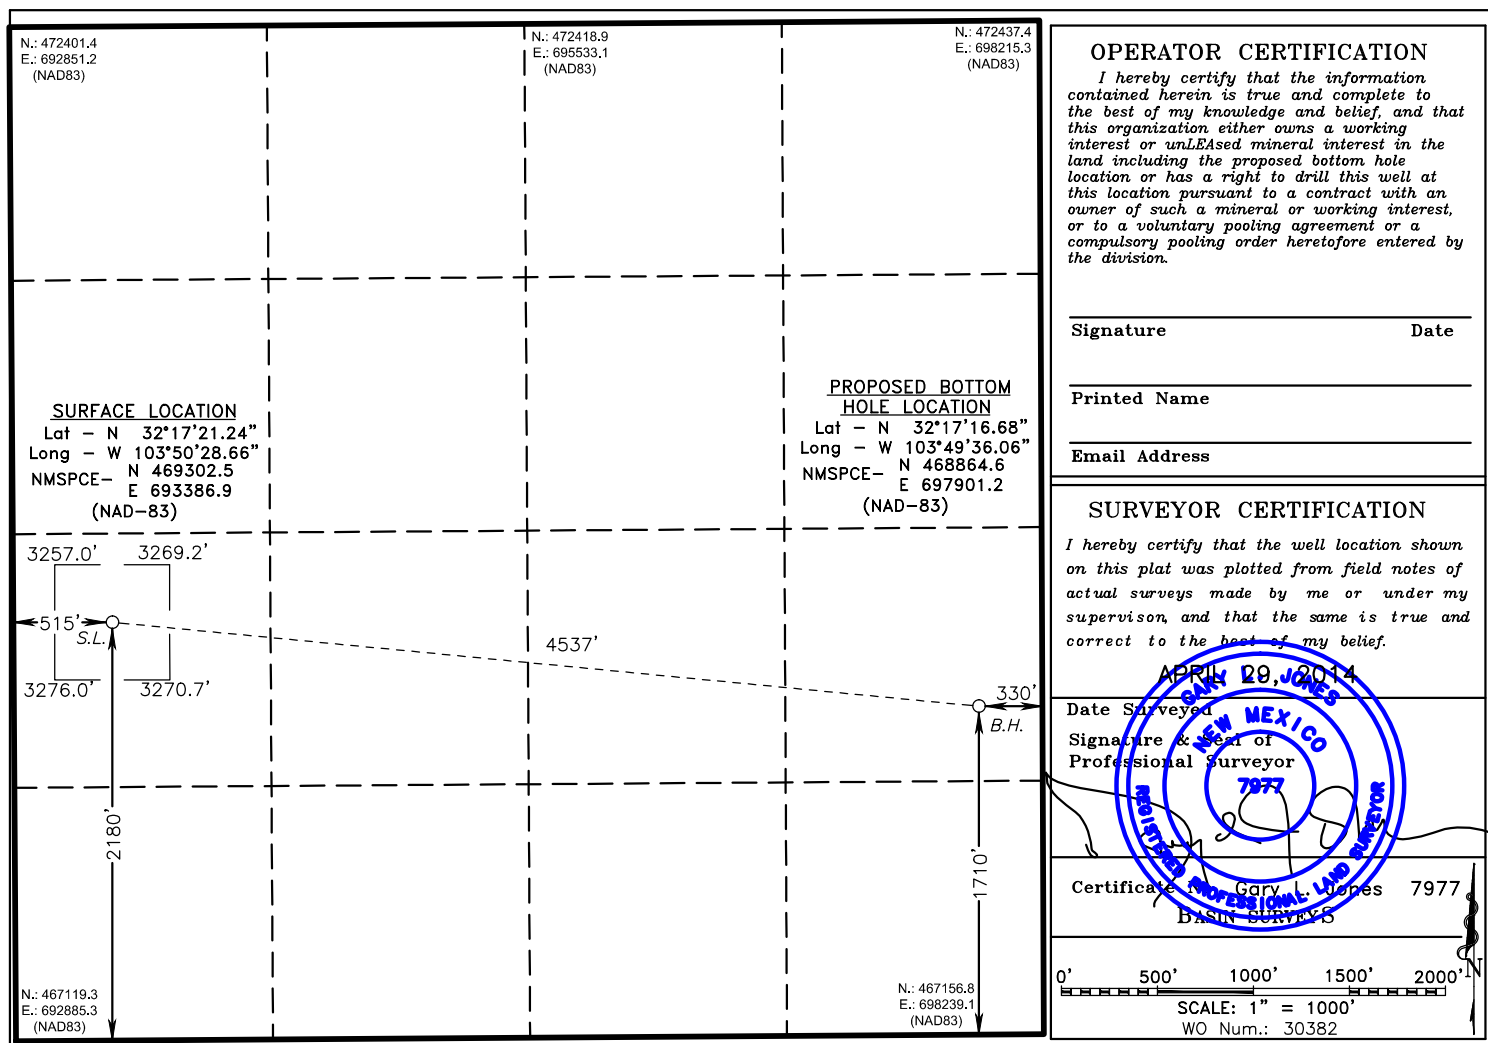 N.: 472401.4
E.: 692851.2
(NAD83)
N.: 472418.9
E.: 695533.1
(NAD83)
N.: 472437.4
E.: 698215.3
(NAD83)
SURFACE LOCATION
Lat - N 32°17'21.24"
Long - W 103°50'28.66"
NMSPCE- N 469302.5
E 693386.9
(NAD-83)
PROPOSED BOTTOM
HOLE LOCATION
Lat - N 32°17'16.68"
Long - W 103°49'36.06"
NMSPCE- N 468864.6
E 697901.2
(NAD-83)
3257.0' 3269.2'
515'
S.L.
3276.0' 3270.7'
4537'
330'
B.H.
2180'
1710'
N.: 467119.3
E.: 692885.3
(NAD83)
N.: 467156.8
E.: 698239.1
(NAD83)
OPERATOR CERTIFICATION
I hereby certify that the information
contained herein is true and complete to
the best of my knowledge and belief, and that
this organization either owns a working
interest or unLEAsed mineral interest in the
land including the proposed bottom hole
location or has a right to drill this well at
this location pursuant to a contract with an
owner of such a mineral or working interest,
or to a voluntary pooling agreement or a
compulsory pooling order heretofore entered by
the division.
Signature Date
Printed Name
Email Address
SURVEYOR CERTIFICATION
I hereby certify that the well location shown
on this plat was plotted from field notes of
actual surveys made by me or under my
supervison, and that the same is true and
correct to the best of my belief.
APRIL 29, 2014
Date Surveyed
Signature & Seal of
Professional Surveyor
GARY L. JONES
NEW MEXICO
7977
REGISTERED PROFESSIONAL LAND SURVEYOR
Certificate Gary L. Jones 7977
BASIN SURVEYS
N
0' 500' 1000' 1500' 2000'
SCALE: 1" = 1000'
WO Num.: 30382